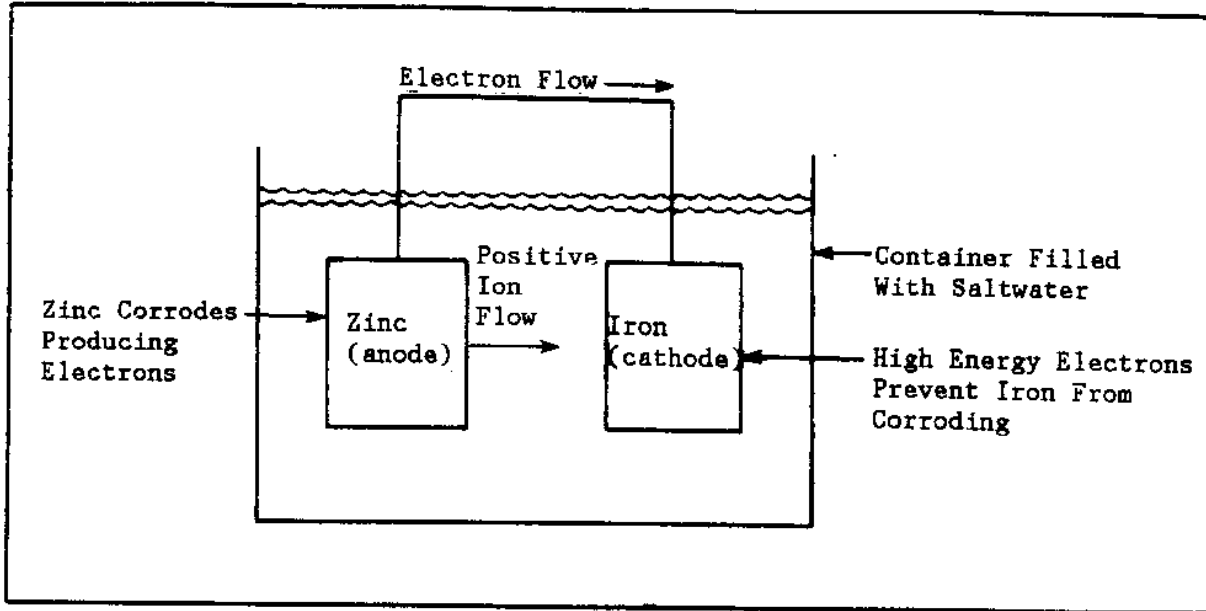 Electron Flow
Positive
Ion
Flow
Container Filled
With Saltwater
Zinc Corrodes
Producing
Electrons
Zinc
(anode)
Iron
(cathode)
High Energy Electrons
Prevent Iron From
Corroding